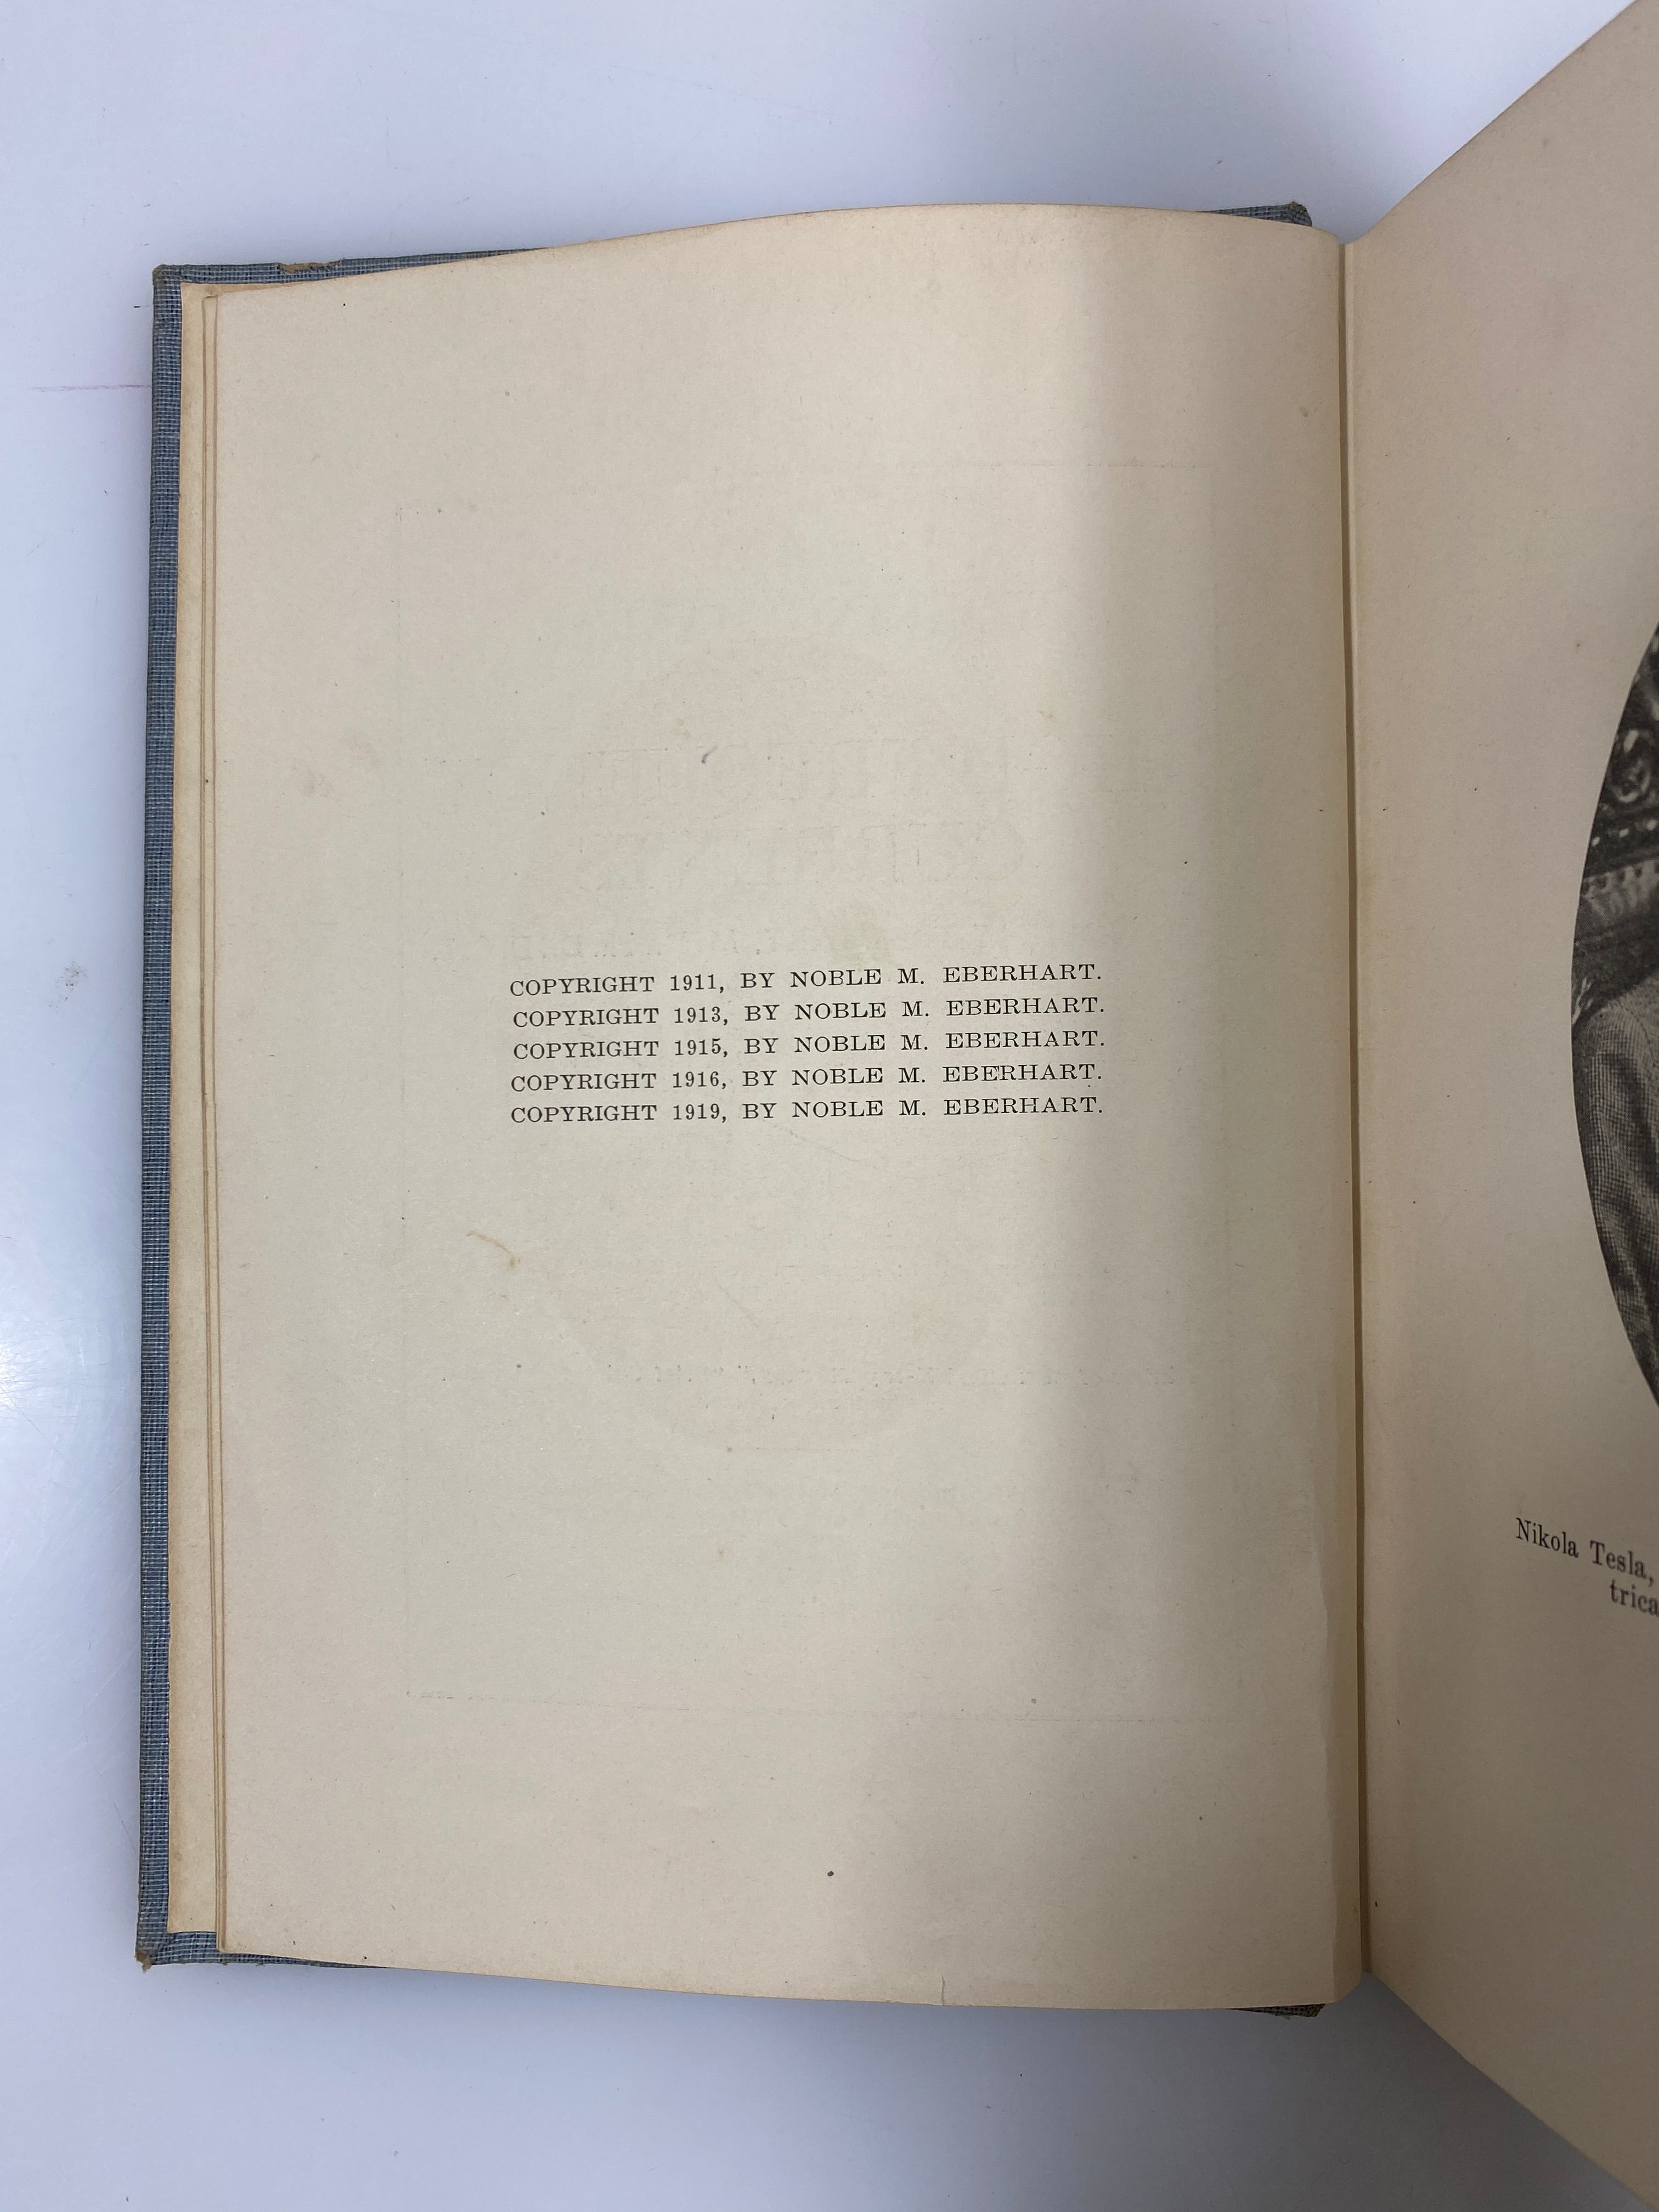 COPYRIGHT 1911, BY NOBLE M. EBERHART.
COPYRIGHT 1913, BY NOBLE M. EBERHART.
COPYRIGHT 1915, BY NOBLE M. EBERHART.
COPYRIGHT 1916, BY NOBLE M. EBERHART.
COPYRIGHT 1919, BY NOBLE M. EBERHART.
Nikola Tesla,
trica